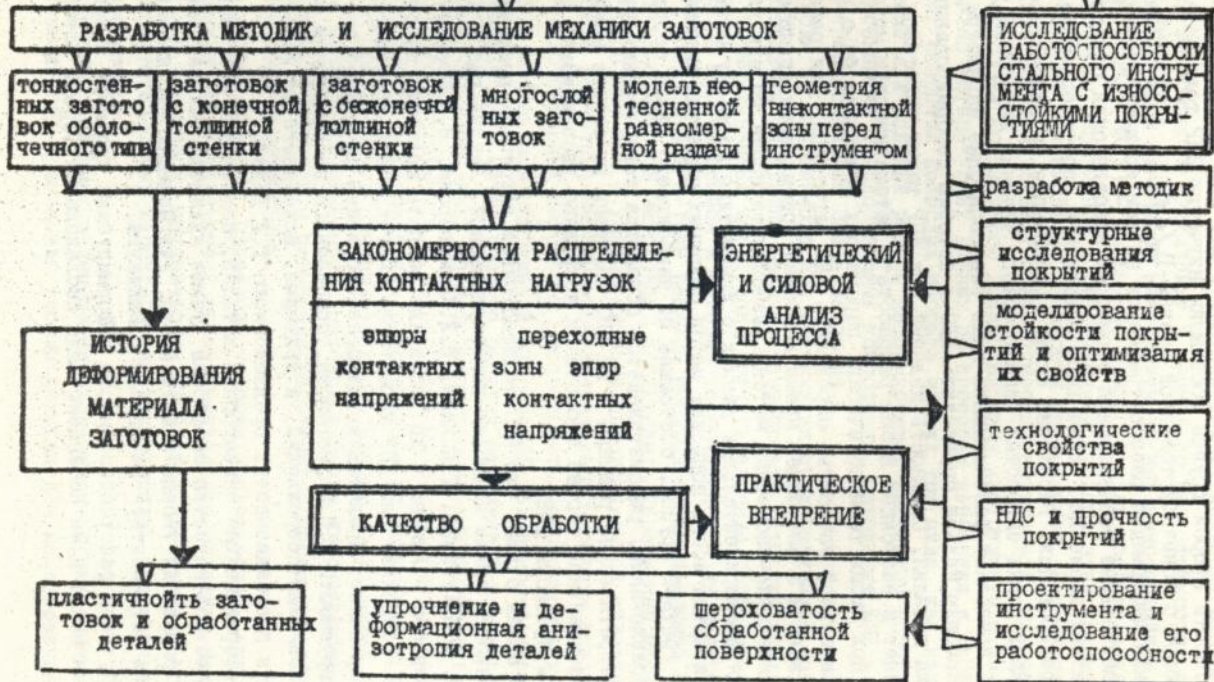 РАЗРАБОТКА МЕТОДИК И ИССЛЕДОВАНИЕ МЕХАНИКИ ЗАГОТОВОК
тонкостен-
ных загото
вок оболо-
чечного типа
заготовок
с конечной
толщиной
стенки
заготовок
с бесконечной
толщиной
стенки
многослой
ных заго-
товок
модель нео-
тесненной
равномер-
ной раздачи
геометрия
внеконтактной
зоны перед
инструментом
ИССЛЕДОВАНИЕ
РАБОТОСПОСОБНОСТИ
СТАЛЬНОГО ИНСТРУ-
МЕНТА С ИЗНОСО-
СТОЙКИМИ ПОКРЫ-
ТИЯМИ
разработка методик
структурные
исследования
покрытий
моделирование
стойкости покры-
тий и оптимизация
их свойств
технологические
свойства
покрытий
НДС и прочность
покрытий
проектирование
инструмента и
исследование его
работоспособности
ЗАКОНОМЕРНОСТИ РАСПРЕДЕЛЕ-
НИЯ КОНТАКТНЫХ НАГРУЗОК
эпюры
контактных
напряжений
переходные
зоны эпюр
контактных
напряжений
ЭНЕРГЕТИЧЕСКИЙ
И СИЛОВОЙ
АНАЛИЗ
ПРОЦЕССА
ИСТОРИЯ
ДЕФОРМИРОВАНИЯ
МАТЕРИАЛА
ЗАГОТОВОК
КАЧЕСТВО ОБРАБОТКИ
ПРАКТИЧЕСКОЕ
ВНЕДРЕНИЕ
пластичнойть заго-
товок и обработанных
деталей
упрочнение и де-
формационная ани-
зотропия деталей
шероховатость
сбработанной
поверхности